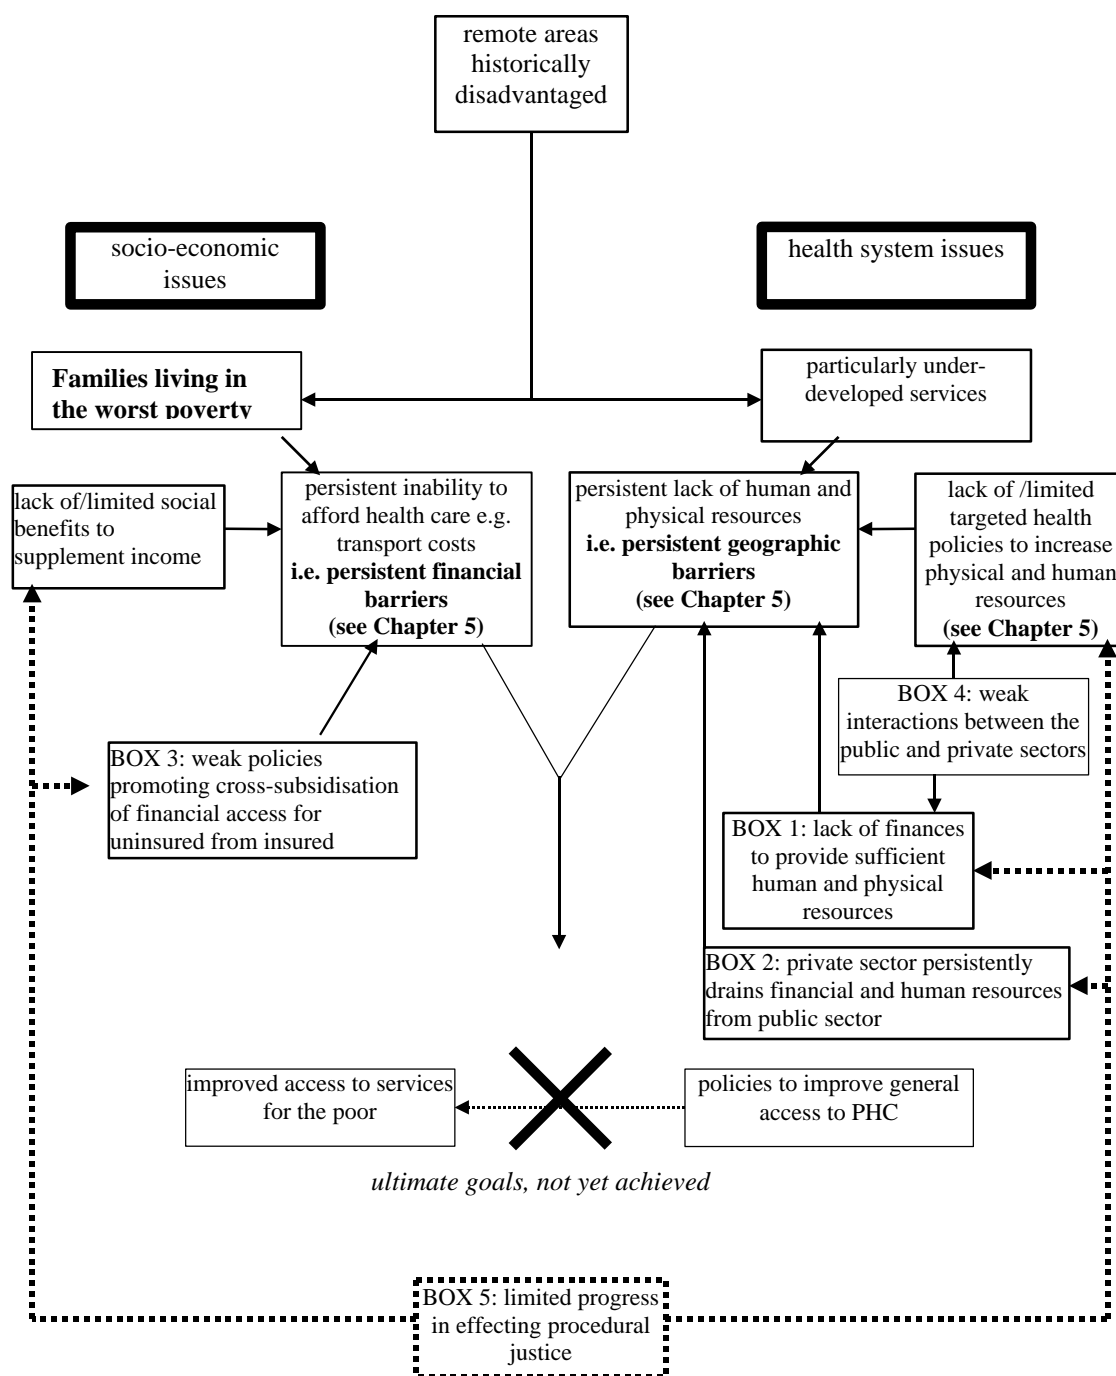 remote areas
historically
disadvantaged
socio-economic
issues
health system issues
Families living in
the worst poverty
particularly under-
developed services
lack of/limited social
benefits to
supplement income
persistent inability to
afford health care e.g.
transport costs
i.e. persistent financial
barriers
(see Chapter 5)
persistent lack of human and
physical resources
i.e. persistent geographic
barriers
(see Chapter 5)
lack of /limited
targeted health
policies to increase
physical and human
resources
(see Chapter 5)
BOX 4: weak
interactions between the
public and private sectors
BOX 3: weak policies
promoting cross-subsidisation
of financial access for
uninsured from insured
BOX 1: lack of finances
to provide sufficient
human and physical
resources
BOX 2: private sector persistently
drains financial and human resources
from public sector
improved access to services
for the poor
policies to improve general
access to PHC
ultimate goals, not yet achieved
BOX 5: limited progress
in effecting procedural
justice